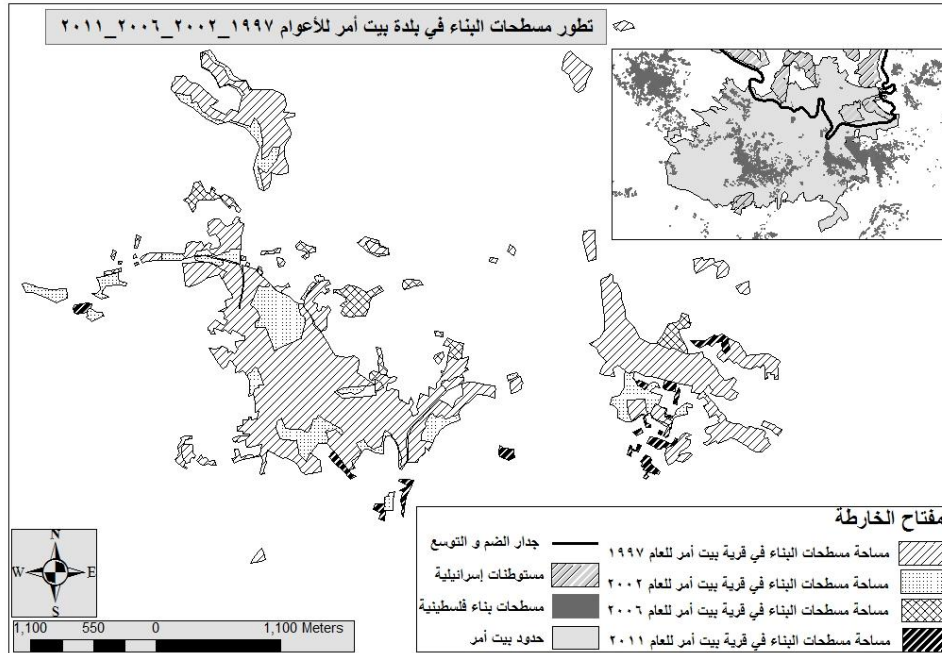 تطور مسطحات البناء في بلدة بيت أمر للأعوام ١٩٩٧_٢٠٠٢_٢٠٠٦_٢٠١١
مفتاح الخارطة
مساحة مسطحات البناء في قرية بيت أمر للعام ١٩٩٧
مساحة مسطحات البناء في قرية بيت أمر للعام ٢٠٠٢
مساحة مسطحات البناء في قرية بيت أمر للعام ٢٠٠٦
مساحة مسطحات البناء في قرية بيت أمر للعام ٢٠١١
جدار الضم و التوسع
مستوطنات إسرائيلية
مسطحات بناء فلسطينية
حدود بيت أمر
N
W E
S
1,100 550 0 1,100 Meters